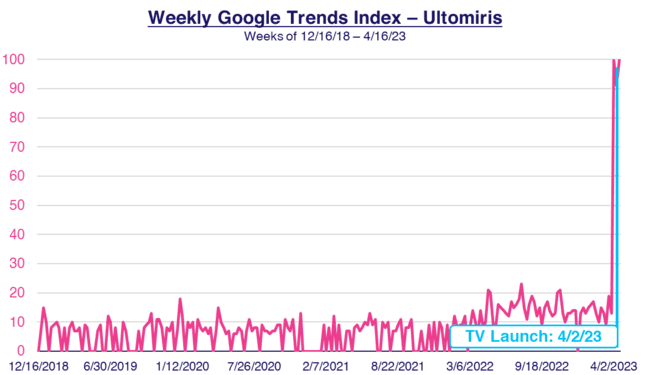 Weekly Google Trends Index – Ultomiris
Weeks of 12/16/18 – 4/16/23
100
90
80
70
60
50
40
30
20
10
0
TV Launch: 4/2/23
12/16/2018 6/30/2019 1/12/2020 7/26/2020 2/7/2021 8/22/2021 3/6/2022 9/18/2022 4/2/2023